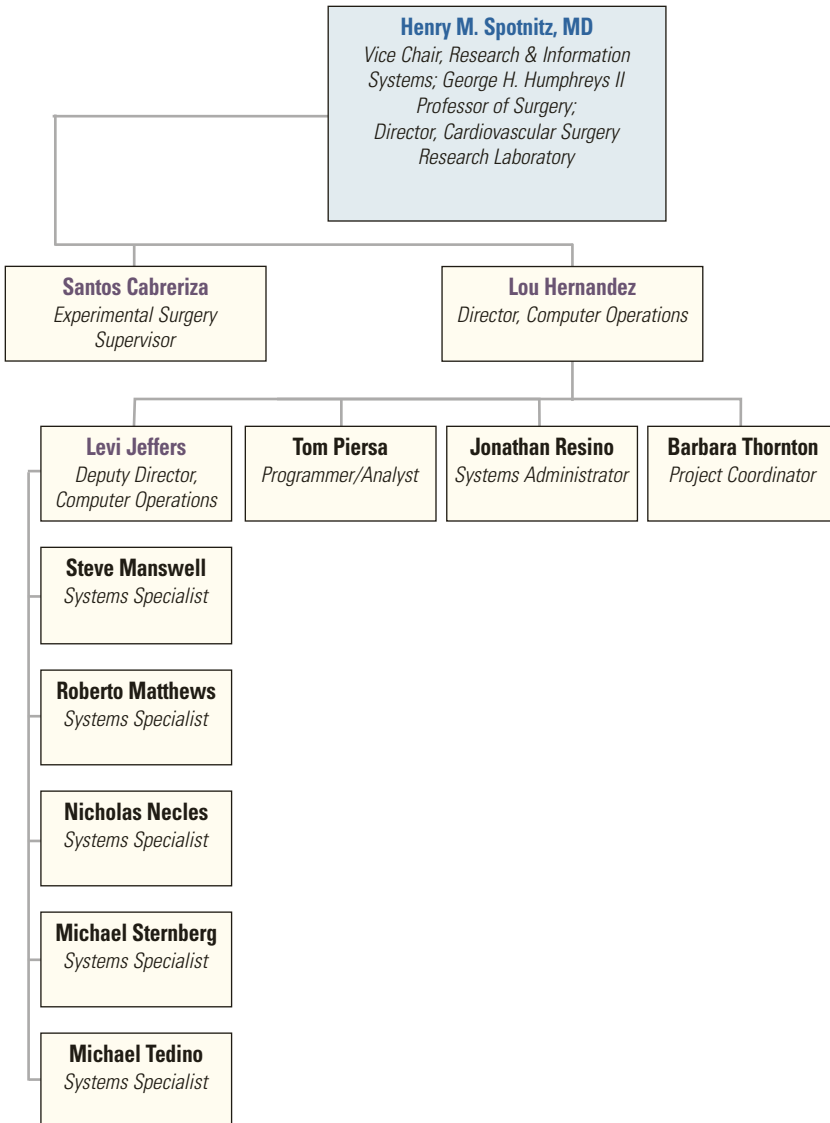 Henry M. Spotnitz, MD
Vice Chair, Research & Information
Systems; George H. Humphreys II
Professor of Surgery;
Director, Cardiovascular Surgery
Research Laboratory
Santos Cabreriza
Experimental Surgery
Supervisor
Lou Hernandez
Director, Computer Operations
Levi Jeffers
Deputy Director,
Computer Operations
Tom Piersa
Programmer/Analyst
Jonathan Resino
Systems Administrator
Barbara Thornton
Project Coordinator
Steve Manswell
Systems Specialist
Roberto Matthews
Systems Specialist
Nicholas Necles
Systems Specialist
Michael Sternberg
Systems Specialist
Michael Tedino
Systems Specialist